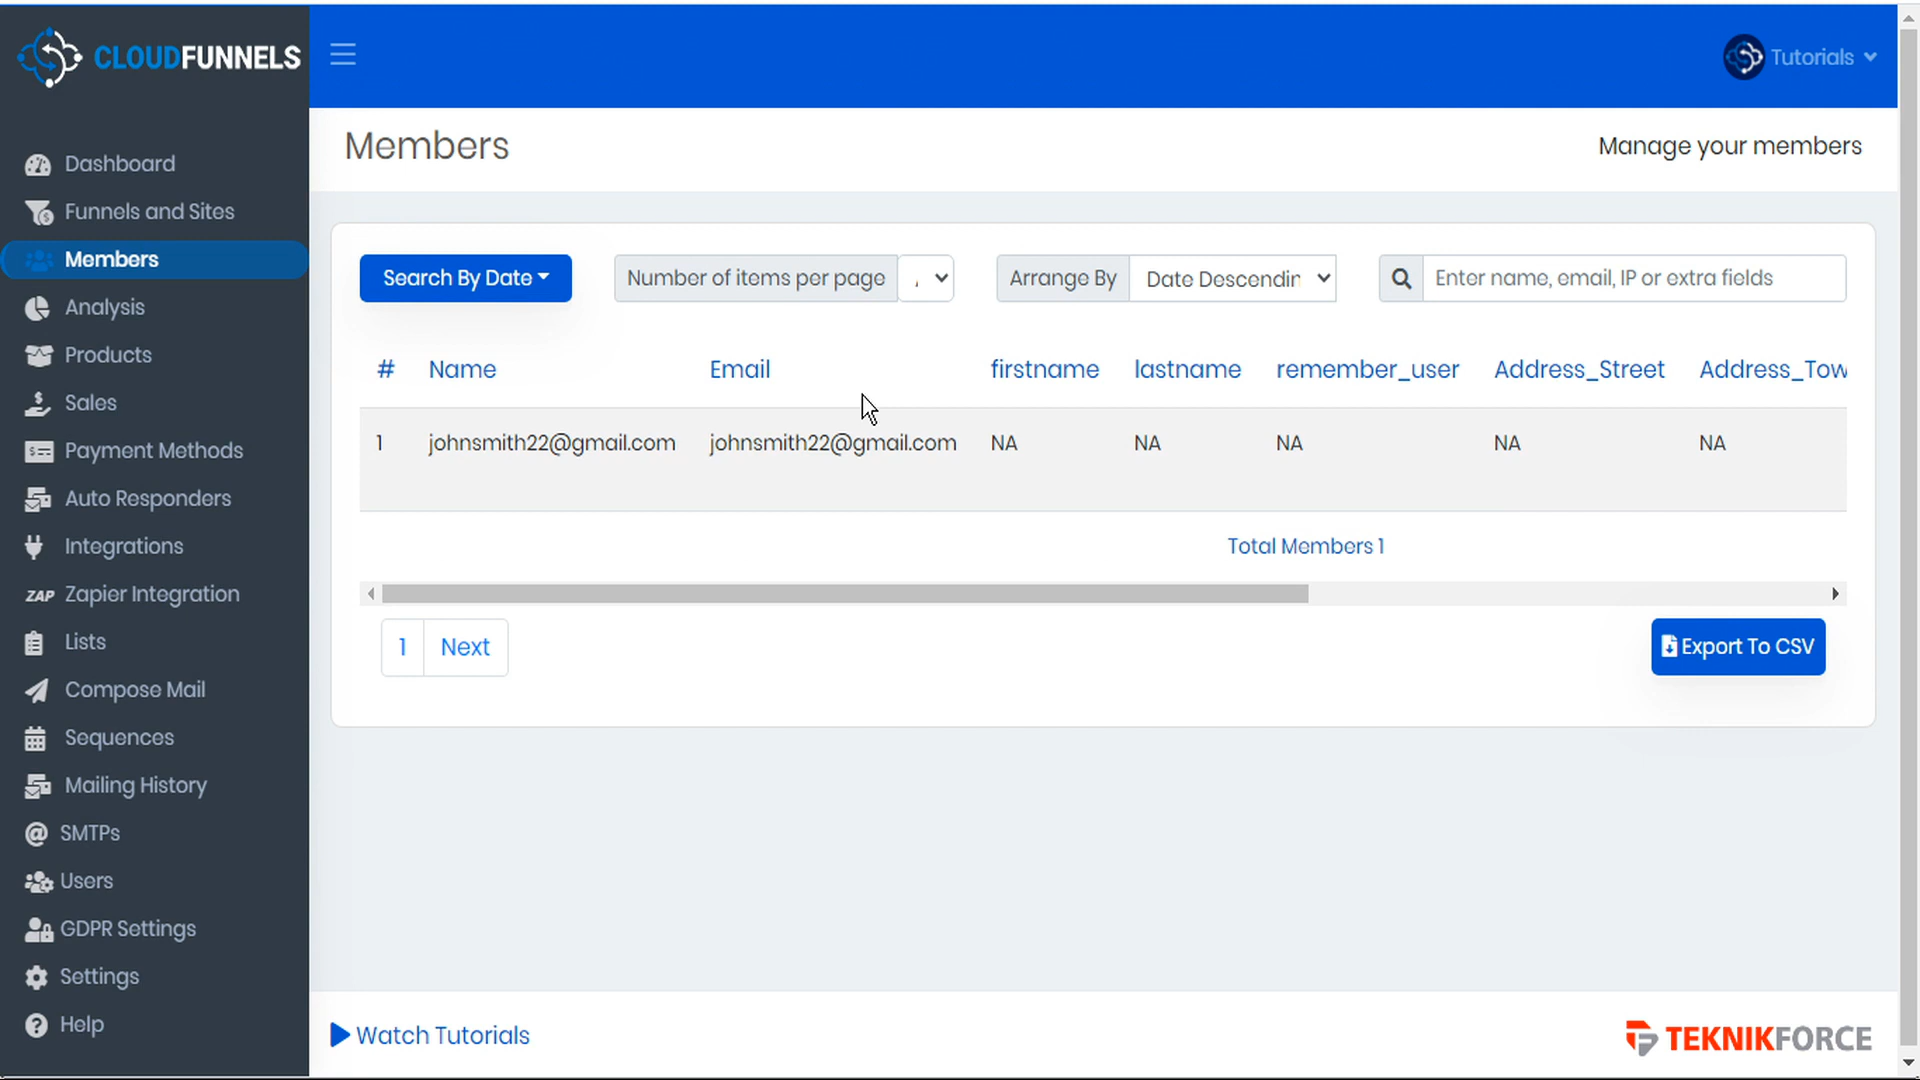 CLOUDFUNNELS
Tutorials
Dashboard
Funnels and Sites
Members
Analysis
Products
Sales
Payment Methods
Auto Responders
Integrations
ZAP Zapier Integration
Lists
Compose Mail
Sequences
Mailing History
SMTPs
Users
GDPR Settings
Settings
Help
Members
Manage your members
Search By Date
Number of items per page
Arrange By
Date Descendin
Enter name, email, IP or extra fields
# Name Email firstname lastname remember_user Address_Street Address_Tow
1 johnsmith22@gmail.com johnsmith22@gmail.com NA NA NA NA NA
Total Members 1
1 Next
Export To CSV
Watch Tutorials
TEKNIKFORCE